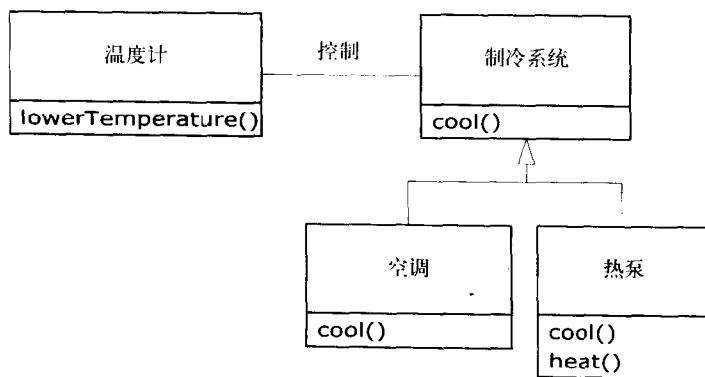 温度计
控制
制冷系统
lowerTemperature()
cool()
空调
热泵
cool()
cool()
heat()